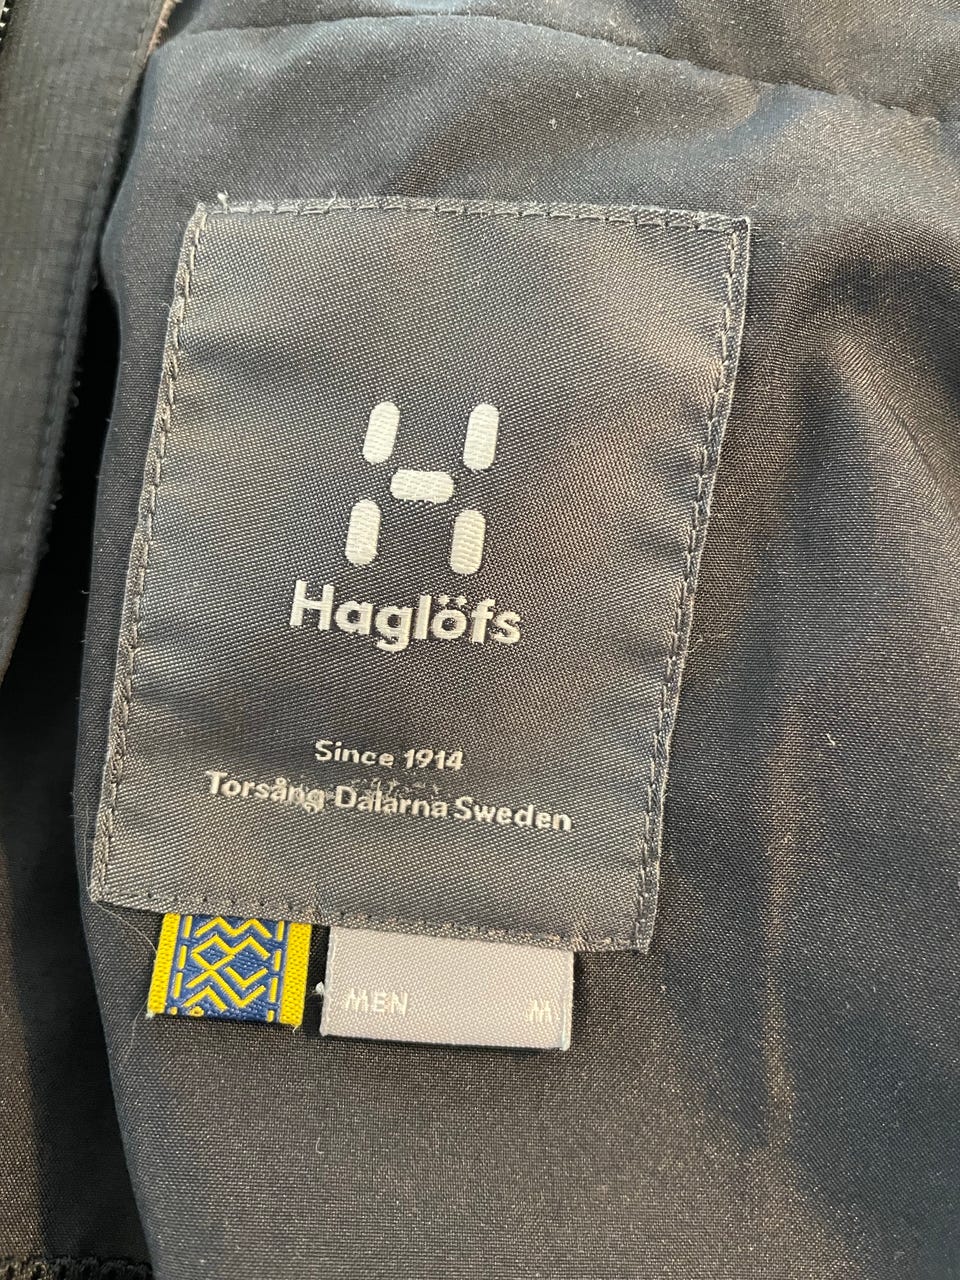 Haglöfs
Since 1914
Torsång Dalarna Sweden
MEN M